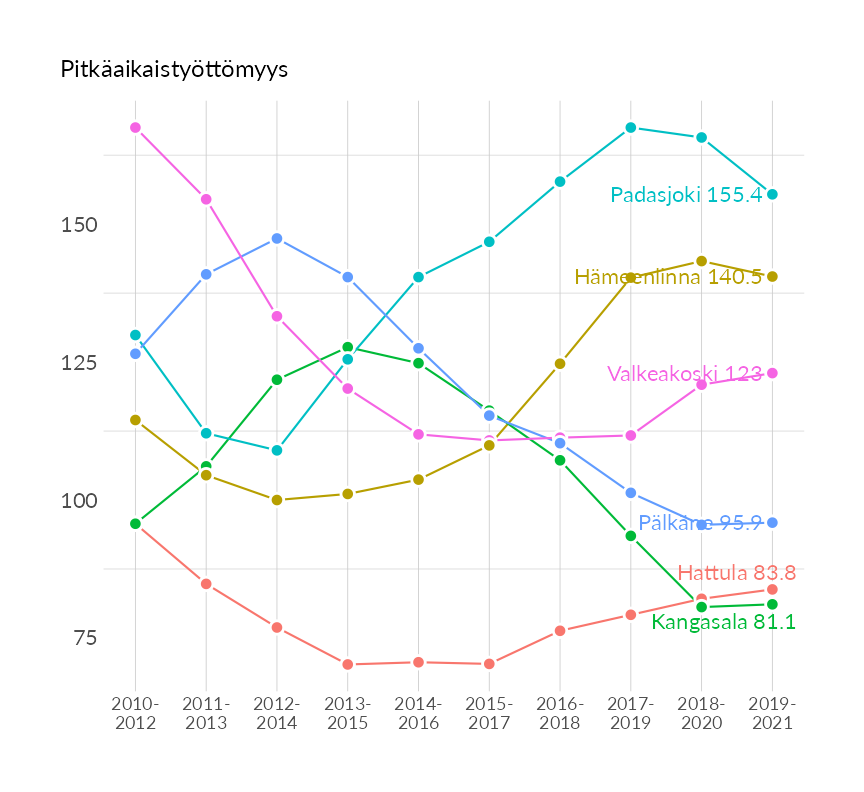 Pitkäaikaistyöttömyys
150
125
100
75
Padasjoki 155.4
Hämeenlinna 140.5
Valkeakoski 123
Pälkäne 95.9
Hattula 83.8
Kangasala 81.1
2010- 2011- 2012- 2013- 2014- 2015- 2016- 2017- 2018- 2019-
2012 2013 2014 2015 2016 2017 2018 2019 2020 2021